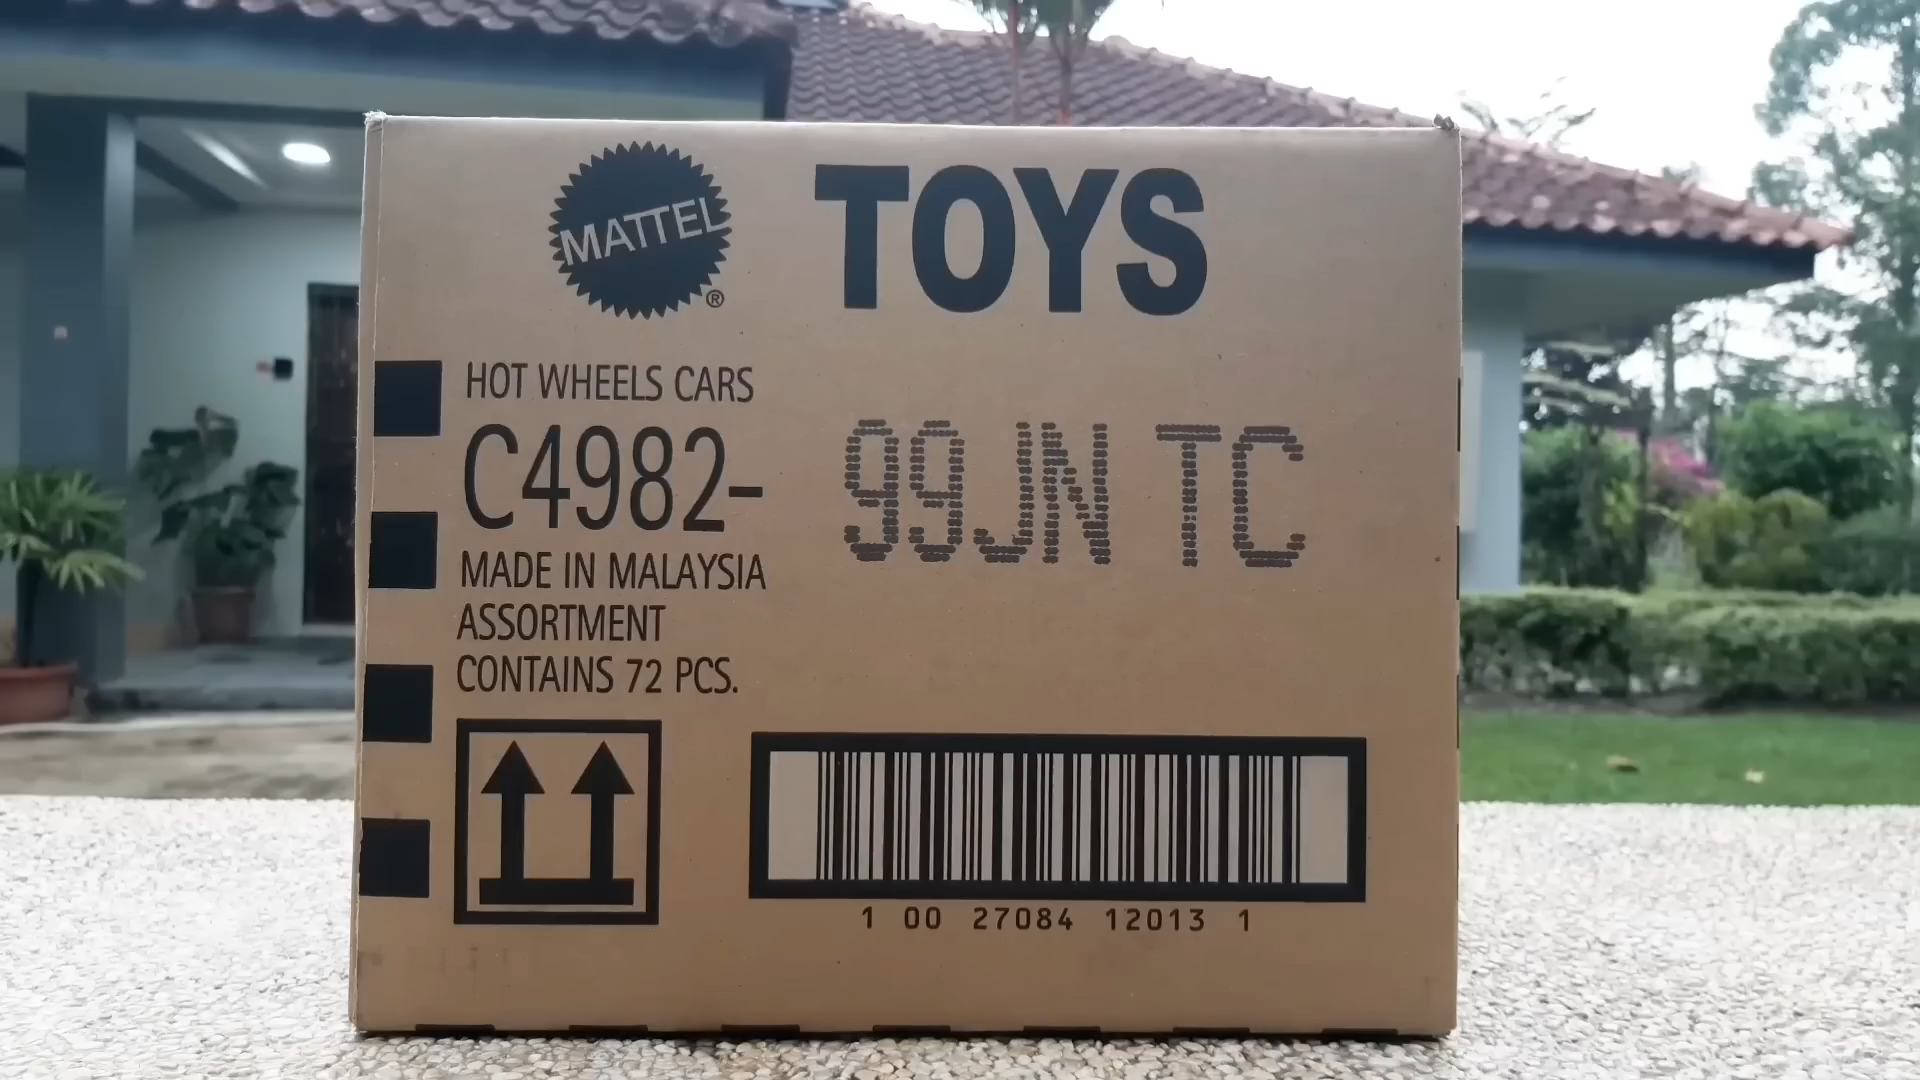 MATTEL ®
TOYS
HOT WHEELS CARS
C4982-
99JN TC
MADE IN MALAYSIA
ASSORTMENT
CONTAINS 72 PCS.
1 00 27084 12013 1